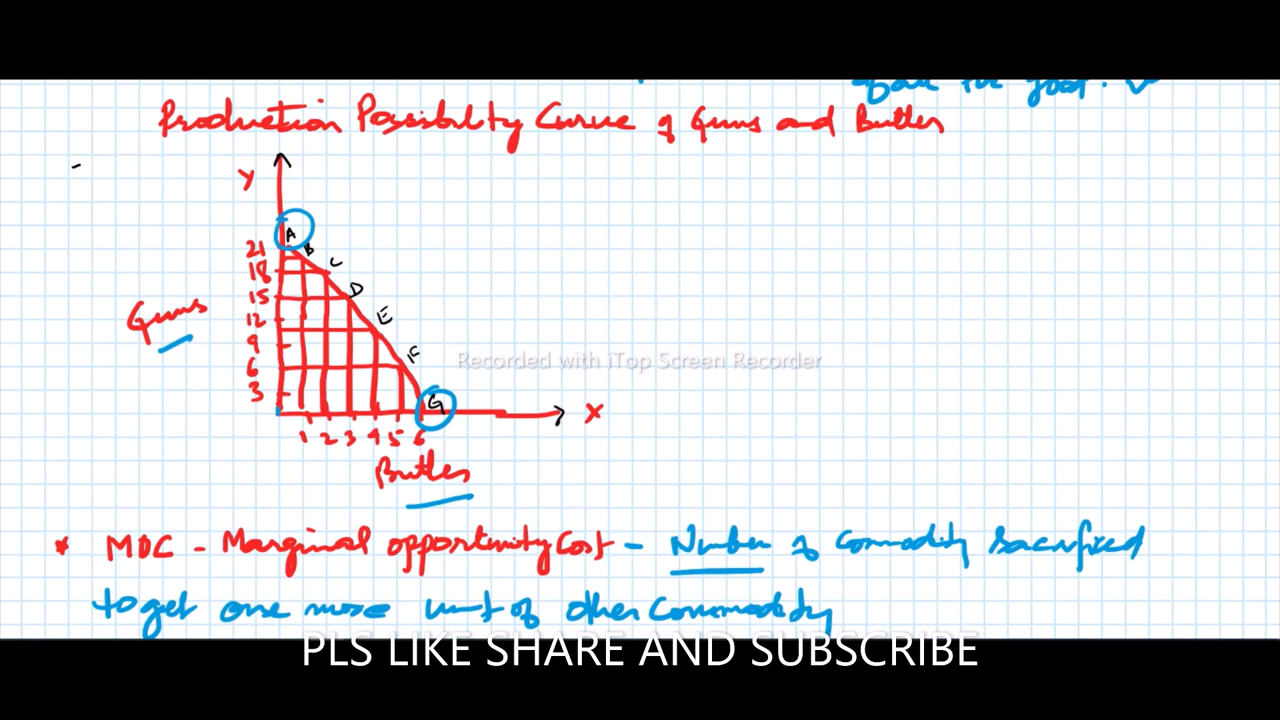 for food.
Production Possibility Curve of Guns and Butter
Y
A
B
21
C
18
D
15
Guns
12
E
9
F
6
3
G
X
1 2 3 4 5 6
Butter
Recorded with iTop Screen Recorder
* MOC - Marginal opportunity Cost - Number of Commodity Sacrificed
to get one more unit of other Commodity
PLS LIKE SHARE AND SUBSCRIBE